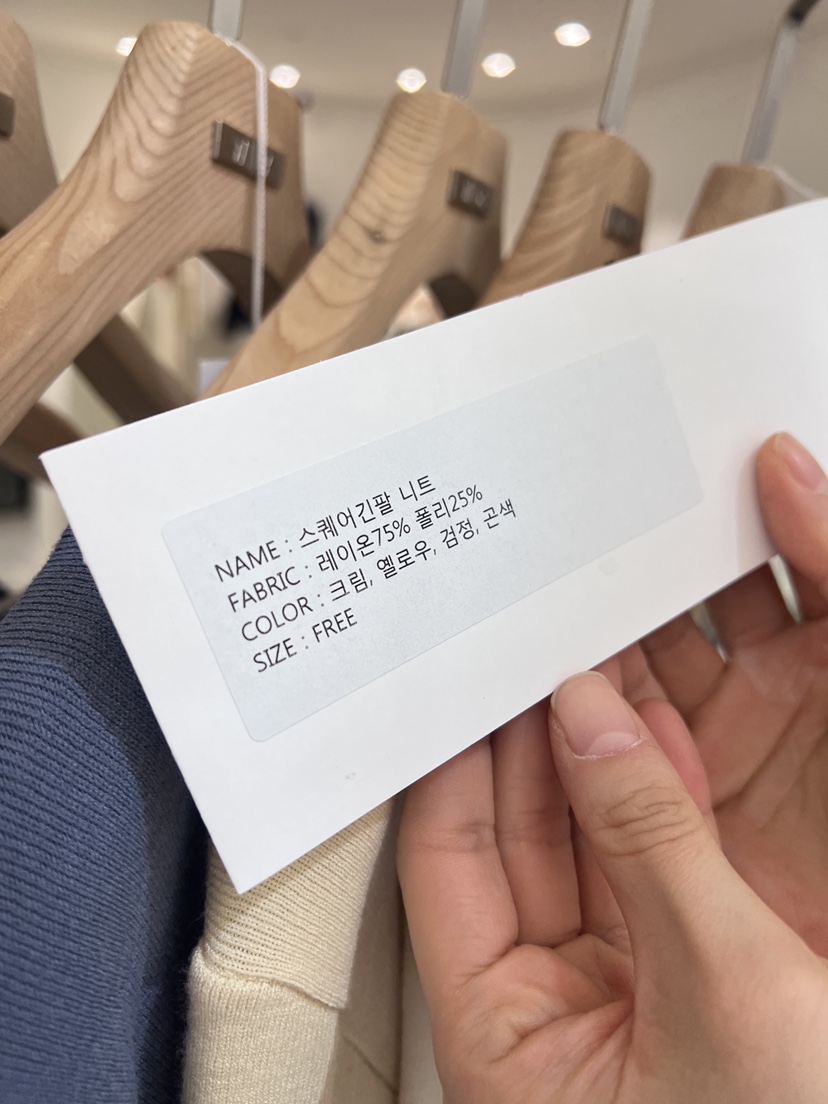 NAME : 스퀘어긴팔 니트
FABRIC : 레이온75% 폴리25%
COLOR : 크림, 옐로우, 검정, 곤색
SIZE : FREE